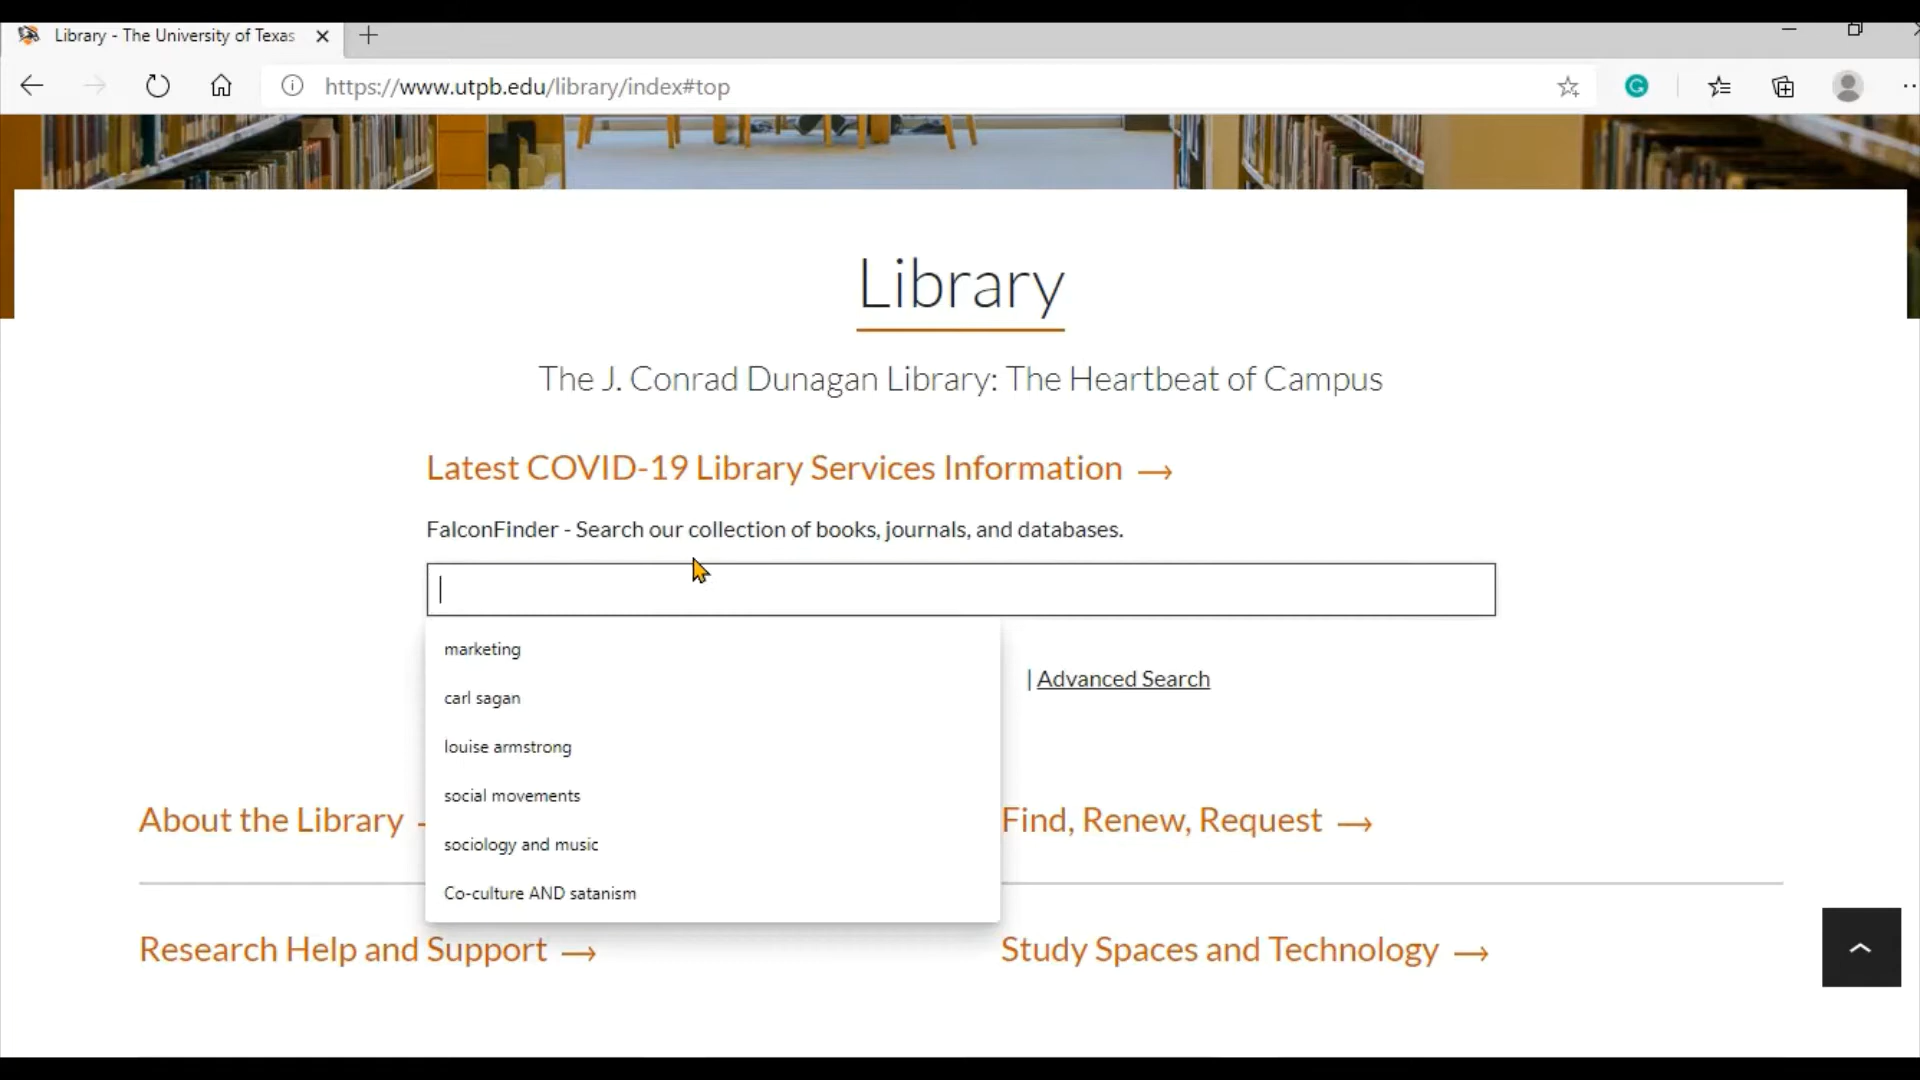 Library - The University of Texas
https://www.utpb.edu/library/index#top
Library
The J. Conrad Dunagan Library: The Heartbeat of Campus
Latest COVID-19 Library Services Information →
FalconFinder - Search our collection of books, journals, and databases.
marketing
| Advanced Search
carl sagan
louise armstrong
social movements
About the Library
Find, Renew, Request →
sociology and music
Co-culture AND satanism
Research Help and Support →
Study Spaces and Technology →